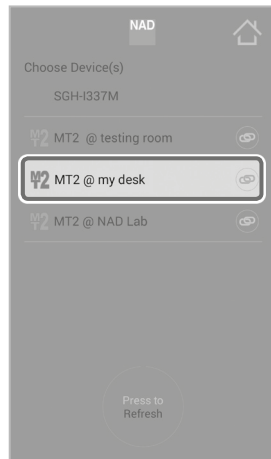 NAD
Choose Device(s)
SGH-I337M
MT2 @ testing room
MT2 @ my desk
MT2 @ NAD Lab
Press to
Refresh